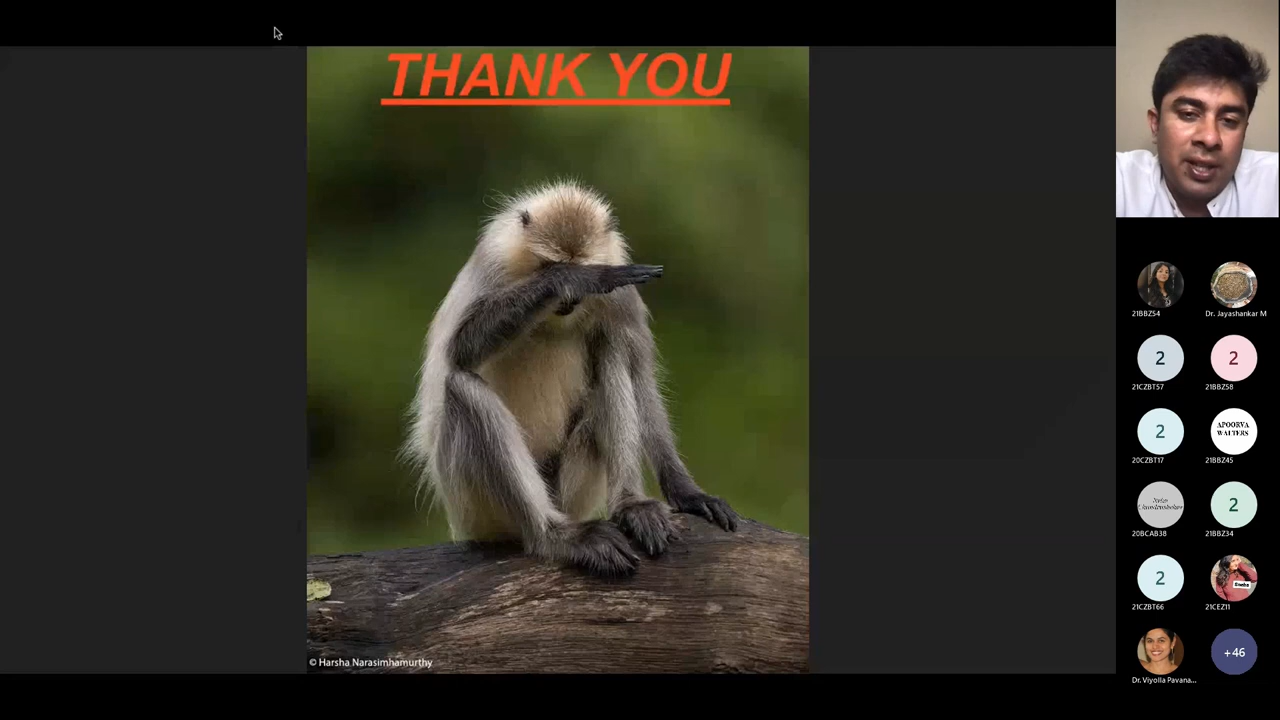 THANK YOU
© Harsha Narasimhamurthy
21BBZ54
Dr. Jayashankar M
2
21CZBT57
2
21BBZ58
2
20CZBT17
APOORVA
WALTERS
21BBZ45
20BCAB38
2
21BBZ34
2
21CZBT66
21CEZ11
Dr. Viyolla Pavana...
+46